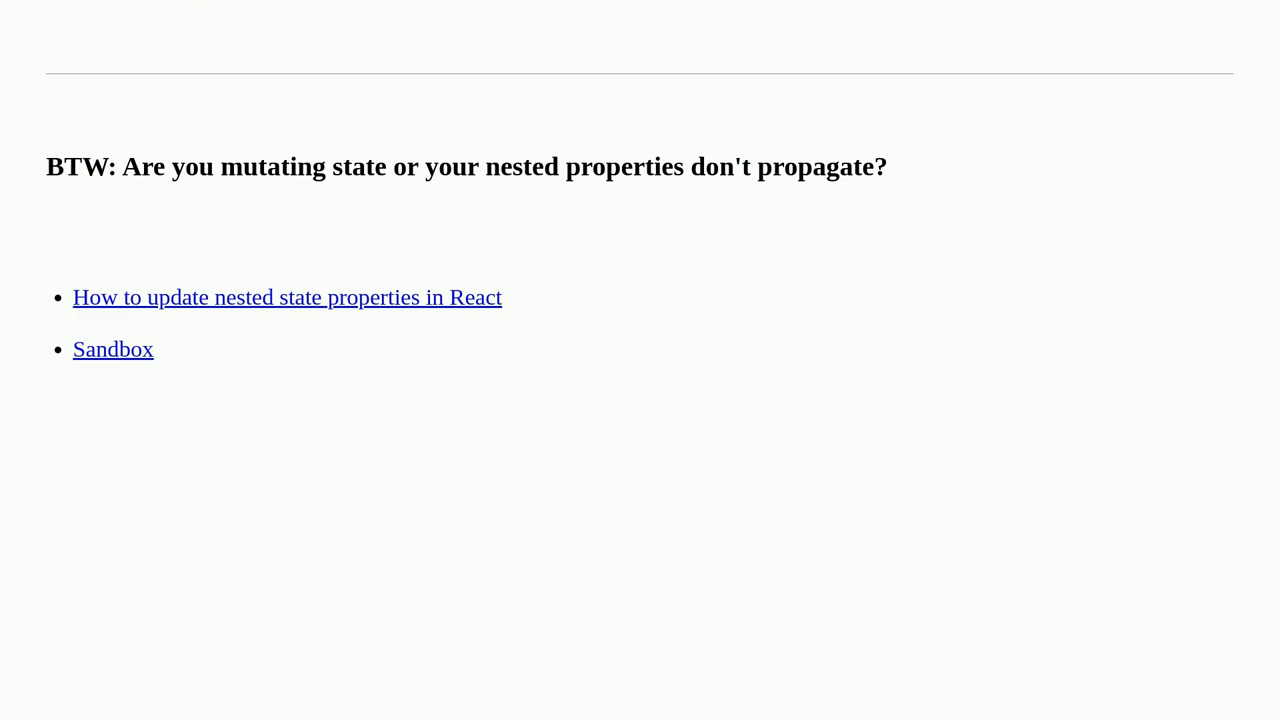 BTW: Are you mutating state or your nested properties don't propagate?
How to update nested state properties in React
Sandbox